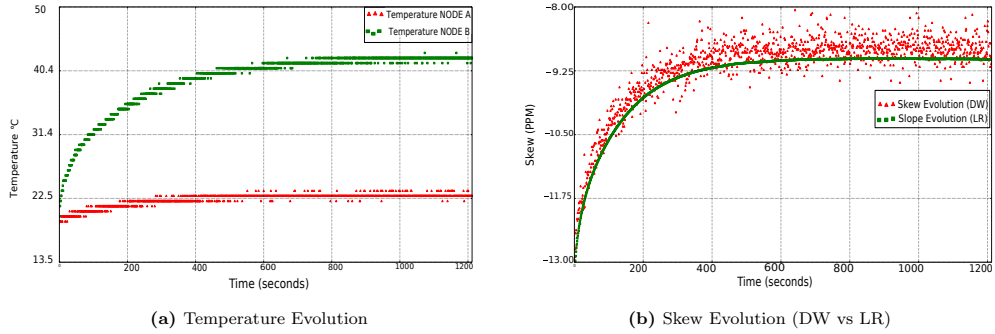 50
40.4
31.4
22.5
13.5
Temperature °C
Temperature NODE A
Temperature NODE B
200
400
600
800
1000
1200
Time (seconds)
(a) Temperature Evolution
−8.00
−9.25
−10.50
−11.75
−13.00
Skew (PPM)
Skew Evolution (DW)
Slope Evolution (LR)
200
400
600
800
1000
1200
Time (seconds)
(b) Skew Evolution (DW vs LR)